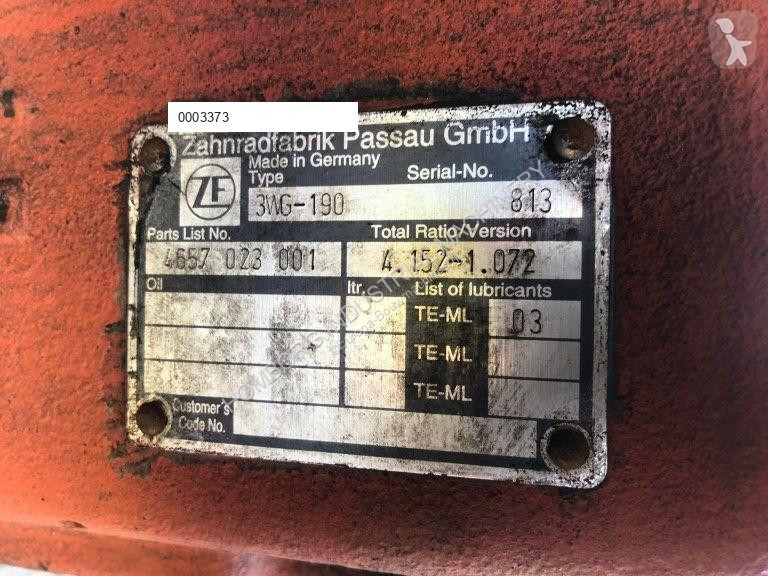 0003373
Zahnradfabrik Passau GmbH
Made in Germany
Type Serial-No.
ZF
3WG-190 813
Parts List No. Total Ratio/Version
4657 023 001 4.152-1.072
Oil ltr. List of lubricants
TE-ML 03
TE-ML
TE-ML
Customer's
Code No.